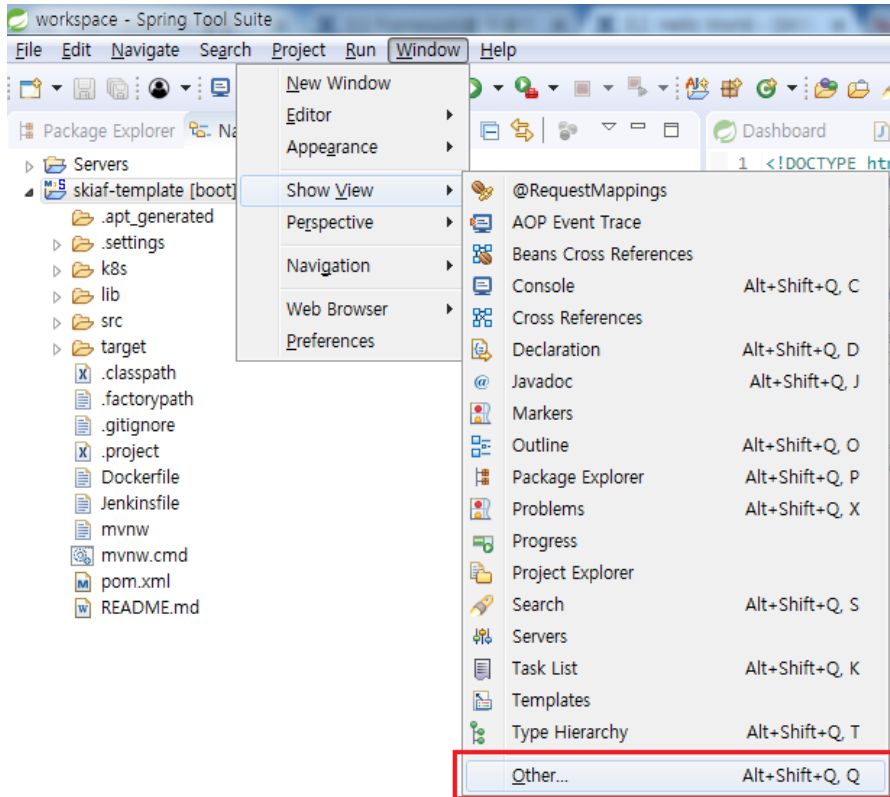 workspace - Spring Tool Suite
File Edit Navigate Search Project Run Window Help
Package Explorer Na
Dashboard
1 <!DOCTYPE htm
Servers
skiaf-template [boot]
.apt_generated
.settings
k8s
lib
src
target
.classpath
.factorypath
.gitignore
.project
Dockerfile
Jenkinsfile
mvnw
mvnw.cmd
pom.xml
README.md
New Window
Editor
Appearance
Show View
Perspective
Navigation
Web Browser
Preferences
@RequestMappings
AOP Event Trace
Beans Cross References
Console Alt+Shift+Q, C
Cross References
Declaration Alt+Shift+Q, D
Javadoc Alt+Shift+Q, J
Markers
Outline Alt+Shift+Q, O
Package Explorer Alt+Shift+Q, P
Problems Alt+Shift+Q, X
Progress
Project Explorer
Search Alt+Shift+Q, S
Servers
Task List Alt+Shift+Q, K
Templates
Type Hierarchy Alt+Shift+Q, T
Other... Alt+Shift+Q, Q